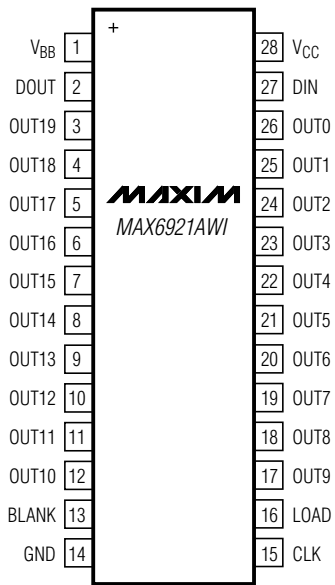 +
VBB 1 28 VCC
DOUT 2 27 DIN
OUT19 3 26 OUT0
OUT18 4 25 OUT1
OUT17 5 24 OUT2
OUT16 6 23 OUT3
OUT15 7 22 OUT4
OUT14 8 21 OUT5
OUT13 9 20 OUT6
OUT12 10 19 OUT7
OUT11 11 18 OUT8
OUT10 12 17 OUT9
BLANK 13 16 LOAD
GND 14 15 CLK
MAXIM
MAX6921AWI